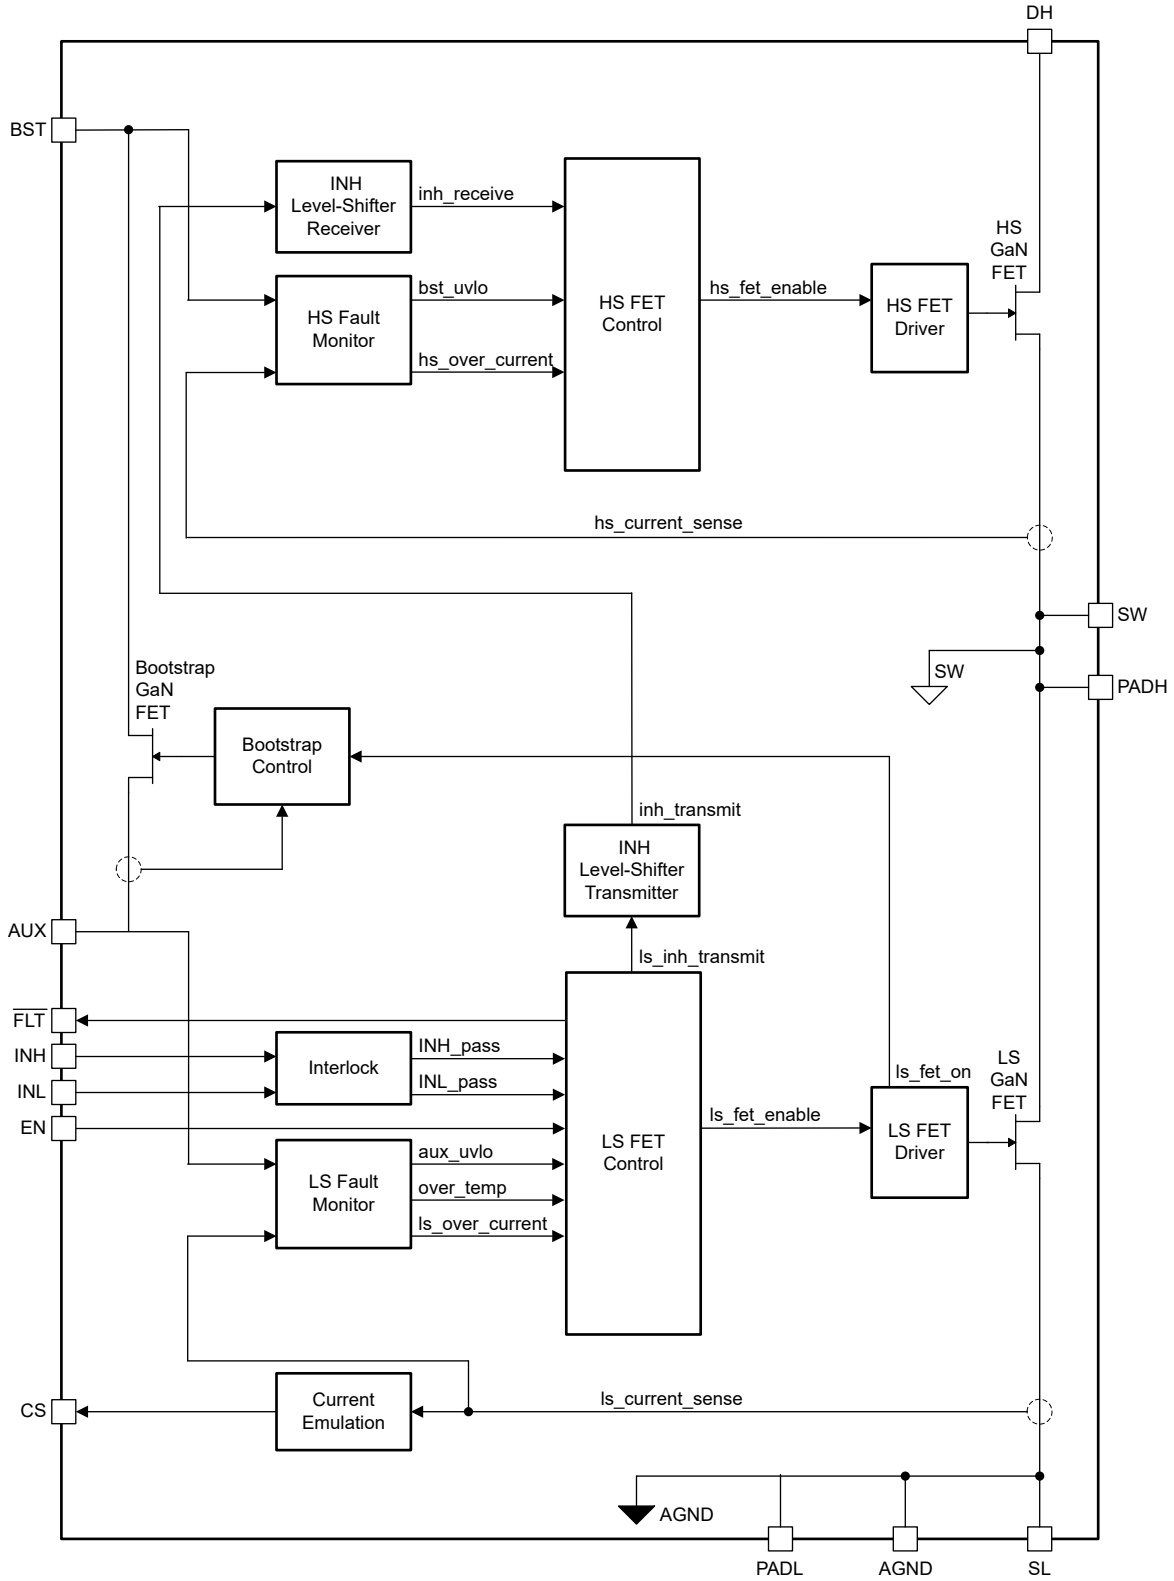 DH
BST
INH
Level-Shifter
Receiver
inh_receive
HS
GaN
FET
HS Fault
Monitor
bst_uvlo
hs_over_current
HS FET
Control
hs_fet_enable
HS FET
Driver
hs_current_sense
SW
SW
PADH
Bootstrap
GaN
FET
Bootstrap
Control
inh_transmit
INH
Level-Shifter
Transmitter
AUX
ls_inh_transmit
FLT
INH
INL
EN
Interlock
INH_pass
INL_pass
LS Fault
Monitor
aux_uvlo
over_temp
ls_over_current
LS FET
Control
ls_fet_enable
ls_fet_on
LS FET
Driver
LS
GaN
FET
CS
Current
Emulation
ls_current_sense
AGND
PADL
AGND
SL